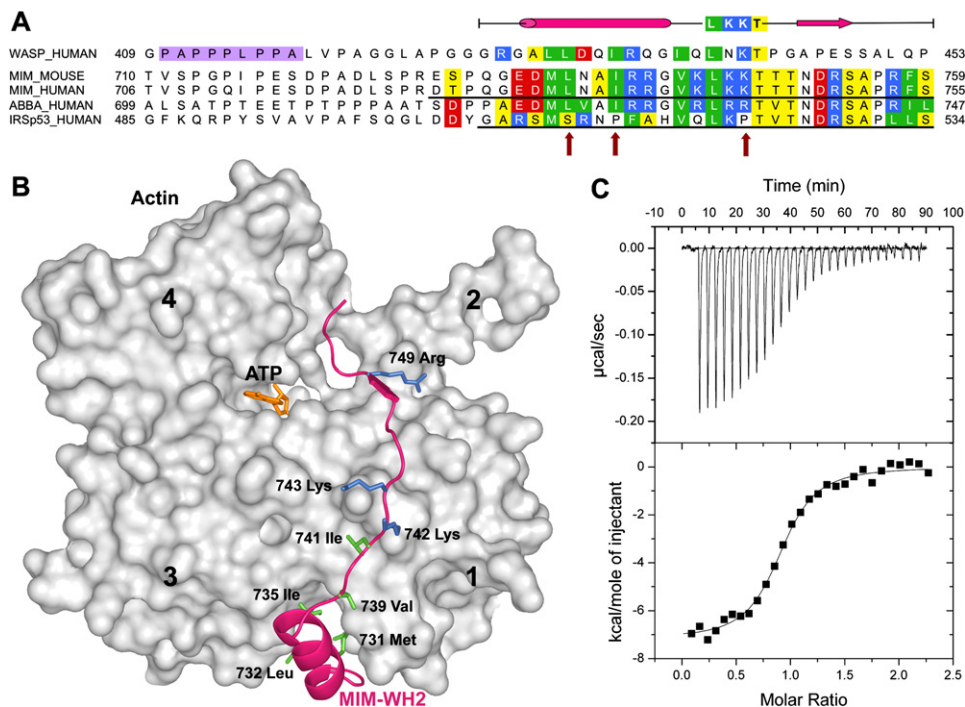 A
L K K T
WASP_HUMAN 409 G P A P P P L P P A L V P A G G L A P G G G R G A L L D Q I R Q G I Q L N K T P G A P E S S A L Q P 453
MIM_MOUSE 710 T V S P G P I P E S D P A D L S P R E S P Q G E D M L N A I R R G V K L K K T T T N D R S A P R F S 759
MIM_HUMAN 706 T V S P G Q I P E S D P A D L S P R D T P Q G E D M L N A I R R G V K L K K T T T N D R S A P R F S 755
ABBA_HUMAN 699 A L S A T P T E E T P T P P P A A T S D P P A E D M L V A I R R G V K L R R T V T N D R S A P R I L 747
IRSp53_HUMAN 485 G F K Q R P Y S V A V P A F S Q G L D D Y G A R S M S R N P F A H V Q L K P T V T N D R S A P L L S 534
B
Actin
4
2
ATP
749 Arg
743 Lys
742 Lys
741 Ile
3
1
735 Ile
739 Val
731 Met
732 Leu
MIM-WH2
C
Time (min)
-10 0 10 20 30 40 50 60 70 80 90 100
0.00
-0.05
-0.10
-0.15
-0.20
µcal/sec
0
-2
-4
-6
-8
kcal/mole of injectant
0.0 0.5 1.0 1.5 2.0 2.5
Molar Ratio